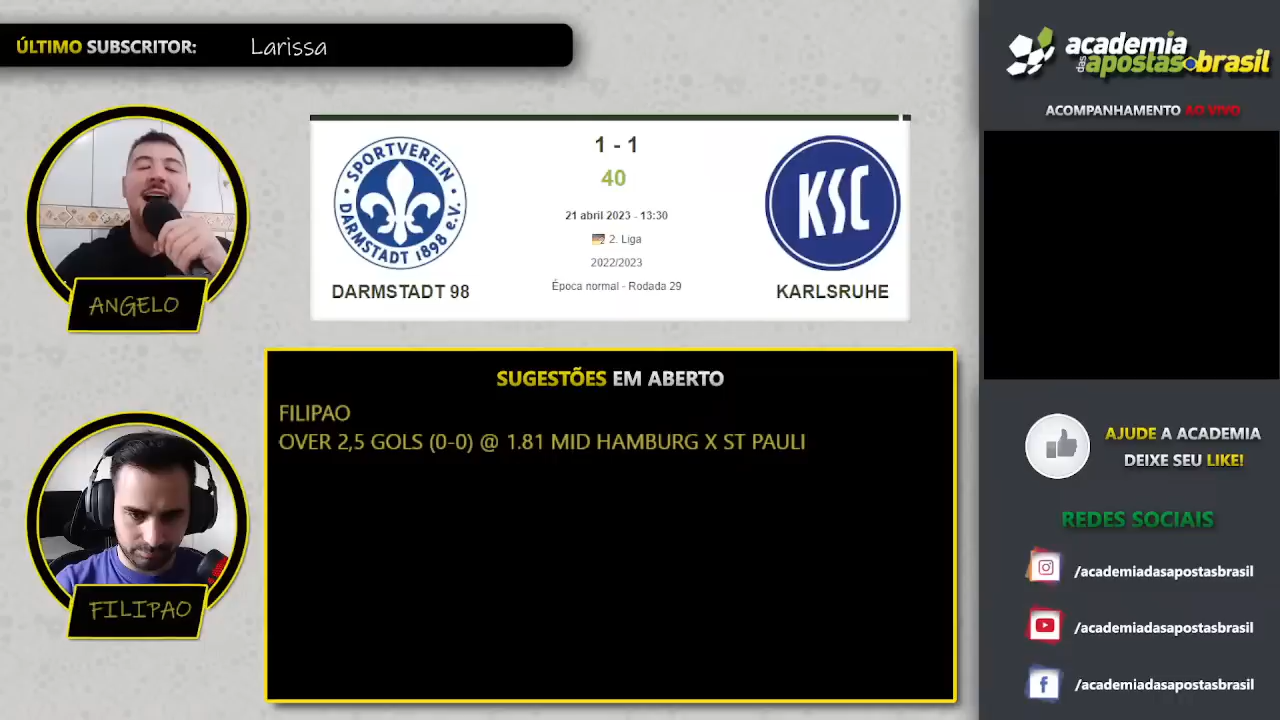 ÚLTIMO SUBSCRITOR: Larissa
academia
das apostas brasil
ACOMPANHAMENTO AO VIVO
SPORTVEREIN
DARMSTADT 1898 e.V.
1 - 1
40
21 abril 2023 - 13:30
2. Liga
2022/2023
Época normal - Rodada 29
KSC
DARMSTADT 98
KARLSRUHE
ANGELO
SUGESTÕES EM ABERTO
FILIPAO
OVER 2,5 GOLS (0-0) @ 1.81 MID HAMBURG X ST PAULI
FILIPAO
AJUDE A ACADEMIA
DEIXE SEU LIKE!
REDES SOCIAIS
/academiadasapostasbrasil
/academiadasapostasbrasil
/academiadasapostasbrasil